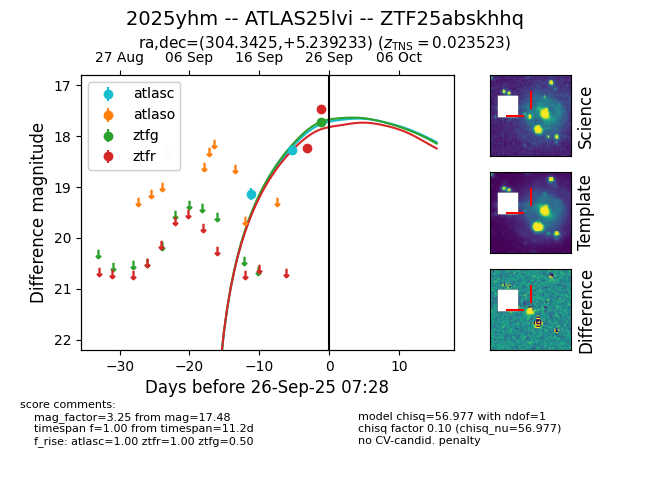 2025yhm -- ATLAS25lvi -- ZTF25abskhhq
ra,dec=(304.3425,+5.239233) (z_TNS = 0.023523)
27 Aug 06 Sep 16 Sep 26 Sep 06 Oct
17
18
19
20
21
22
Difference magnitude
atlasc
atlaso
ztfg
ztfr
−30 −20 −10 0 10
Days before 26-Sep-25 07:28
Science
Template
Difference
score comments:
mag_factor=3.25 from mag=17.48
timespan f=1.00 from timespan=11.2d
f_rise: atlasc=1.00 ztfr=1.00 ztfg=0.50
model chisq=56.977 with ndof=1
chisq factor 0.10 (chisq_nu=56.977)
no CV-candid. penalty